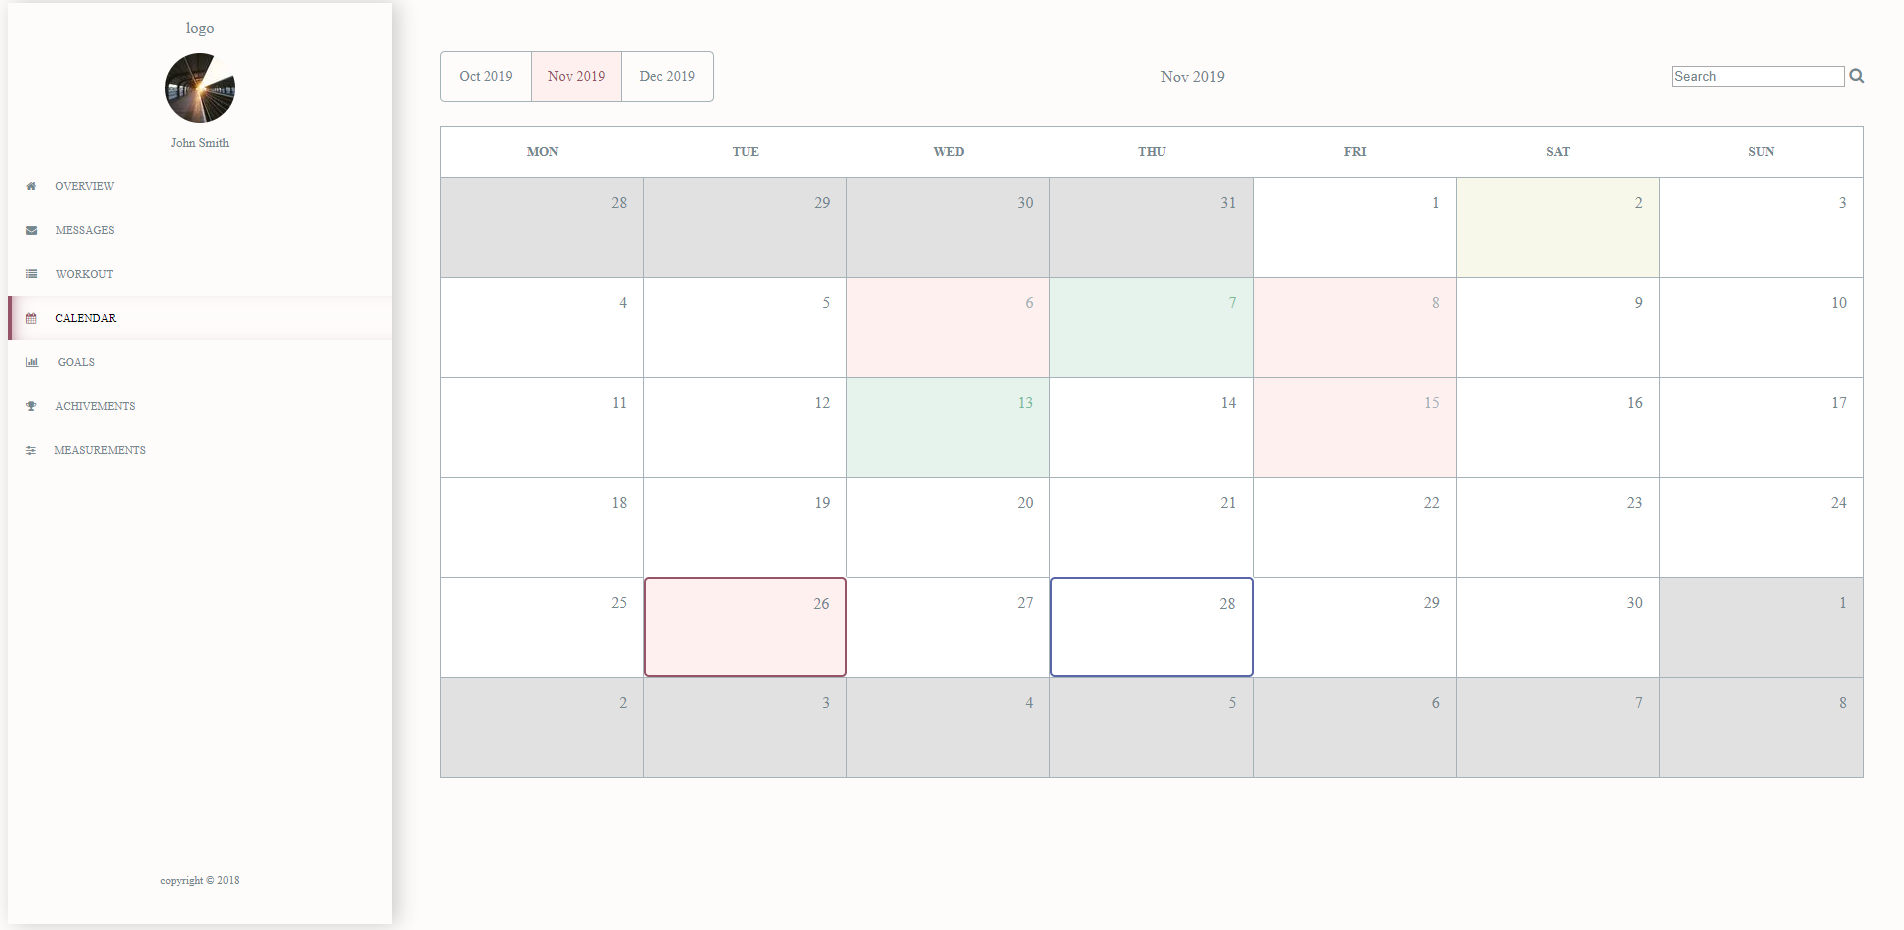 logo
John Smith
OVERVIEW
MESSAGES
WORKOUT
CALENDAR
GOALS
ACHIVEMENTS
MEASUREMENTS
copyright © 2018
Oct 2019 Nov 2019 Dec 2019 Nov 2019 Search
MON TUE WED THU FRI SAT SUN
28 29 30 31 1 2 3
4 5 6 7 8 9 10
11 12 13 14 15 16 17
18 19 20 21 22 23 24
25 26 27 28 29 30 1
2 3 4 5 6 7 8